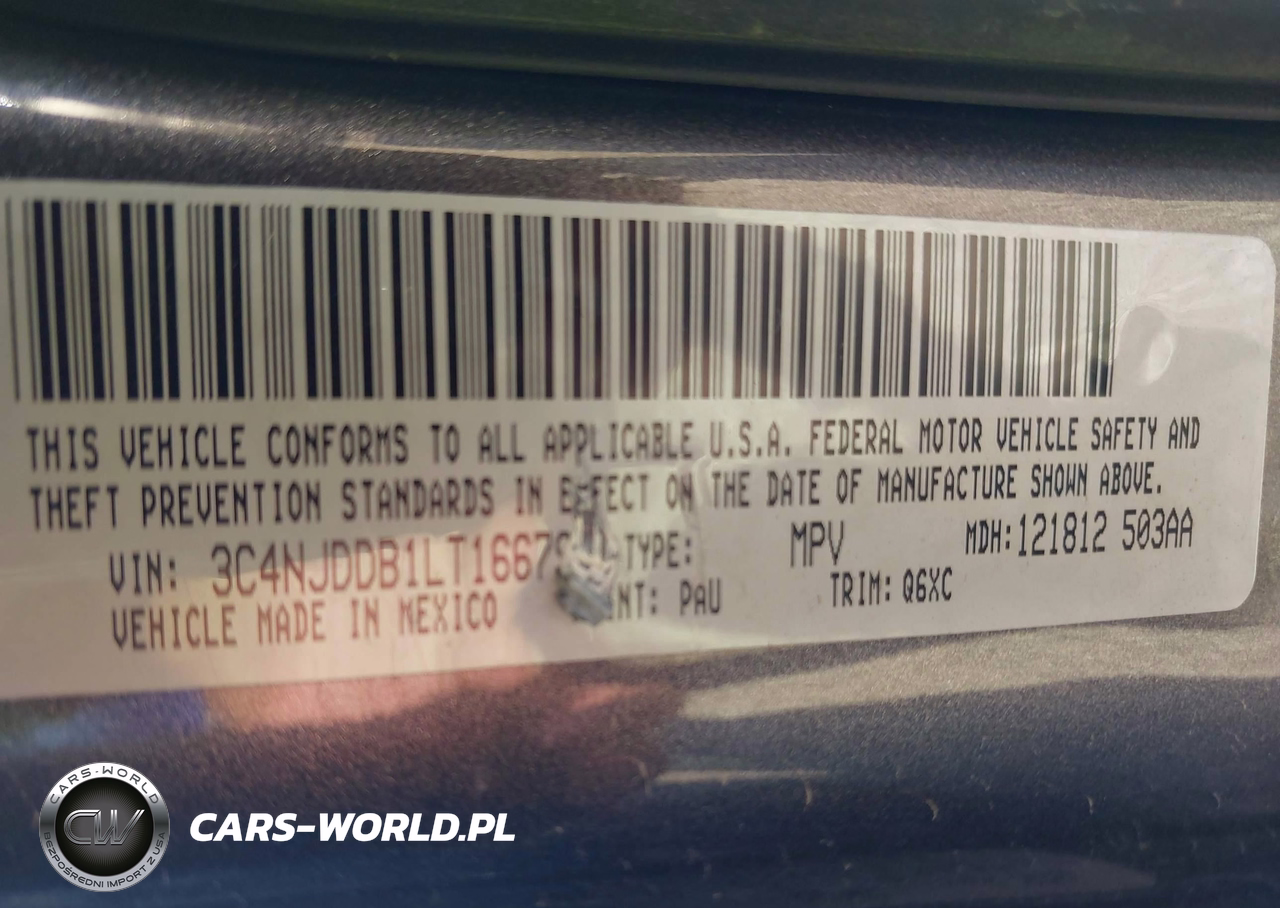 THIS VEHICLE CONFORMS TO ALL APPLICABLE U.S.A. FEDERAL MOTOR VEHICLE SAFETY AND
THEFT PREVENTION STANDARDS IN EFFECT ON THE DATE OF MANUFACTURE SHOWN ABOVE.
VIN: TYPE: MPV MDH:121812 503AA
VEHICLE MADE IN MEXICO PAU TRIM: Q6XC
CARS-WORLD
CW
BEZPOŚREDNI IMPORT Z USA
CARS-WORLD.PL